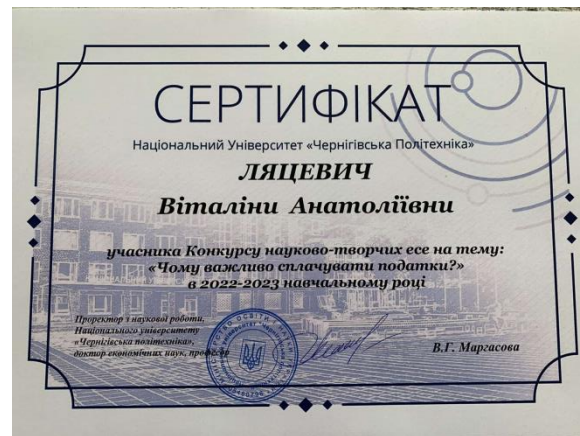 СЕРТИФІКАТ
Національний Університет «Чернігівська Політехніка»
ЛЯЦЕВИЧ
Віталіни Анатоліївни
учасника Конкурсу науково-творчих есе на тему:
«Чому важливо сплачувати податки?»
в 2022-2023 навчальному році
Проректор з наукової роботи,
Національного університету
«Чернігівська політехніка»,
доктор економічних наук, професор
В.Г. Маргасова